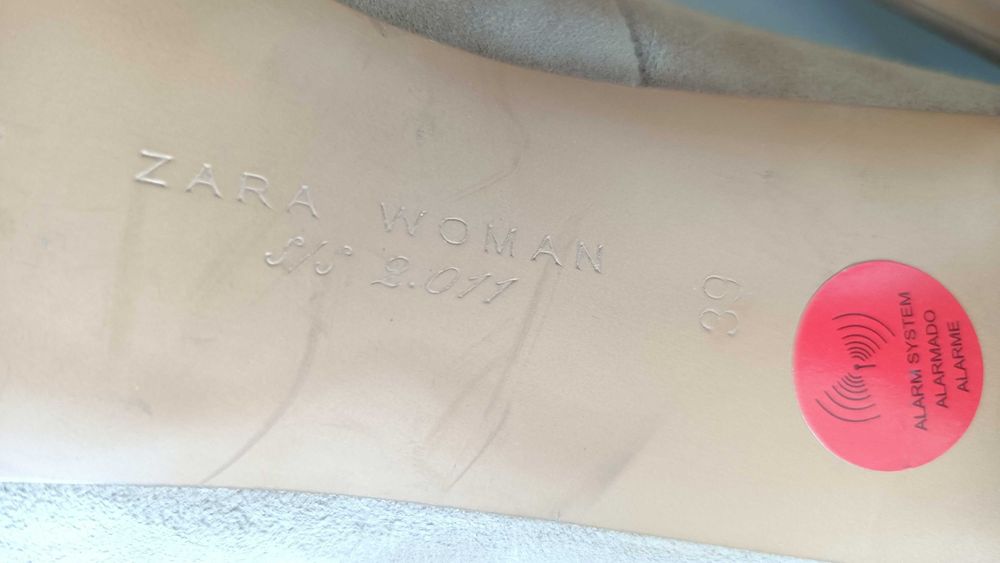 ZARA WOMAN
S/S 2.011
39
ALARM SYSTEM
ALARMADO
ALARME